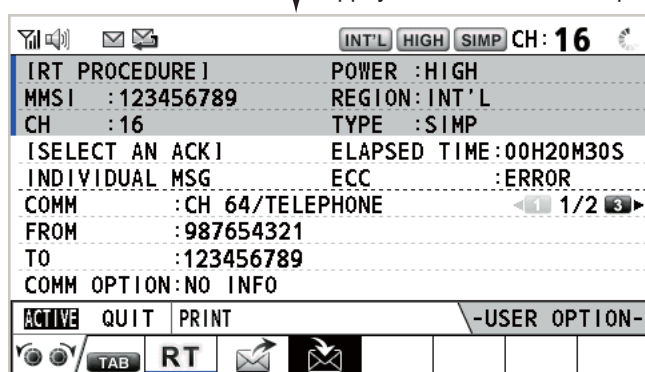 INT'L HIGH SIMP CH: 16
[RT PROCEDURE] POWER :HIGH
MMSI :123456789 REGION: INT'L
CH :16 TYPE :SIMP
[SELECT AN ACK] ELAPSED TIME:00H20M30S
INDIVIDUAL MSG ECC :ERROR
COMM :CH 64/TELEPHONE 1 1/2 3
FROM :987654321
TO :123456789
COMM OPTION:NO INFO
ACTIVE QUIT PRINT -USER OPTION-
TAB RT